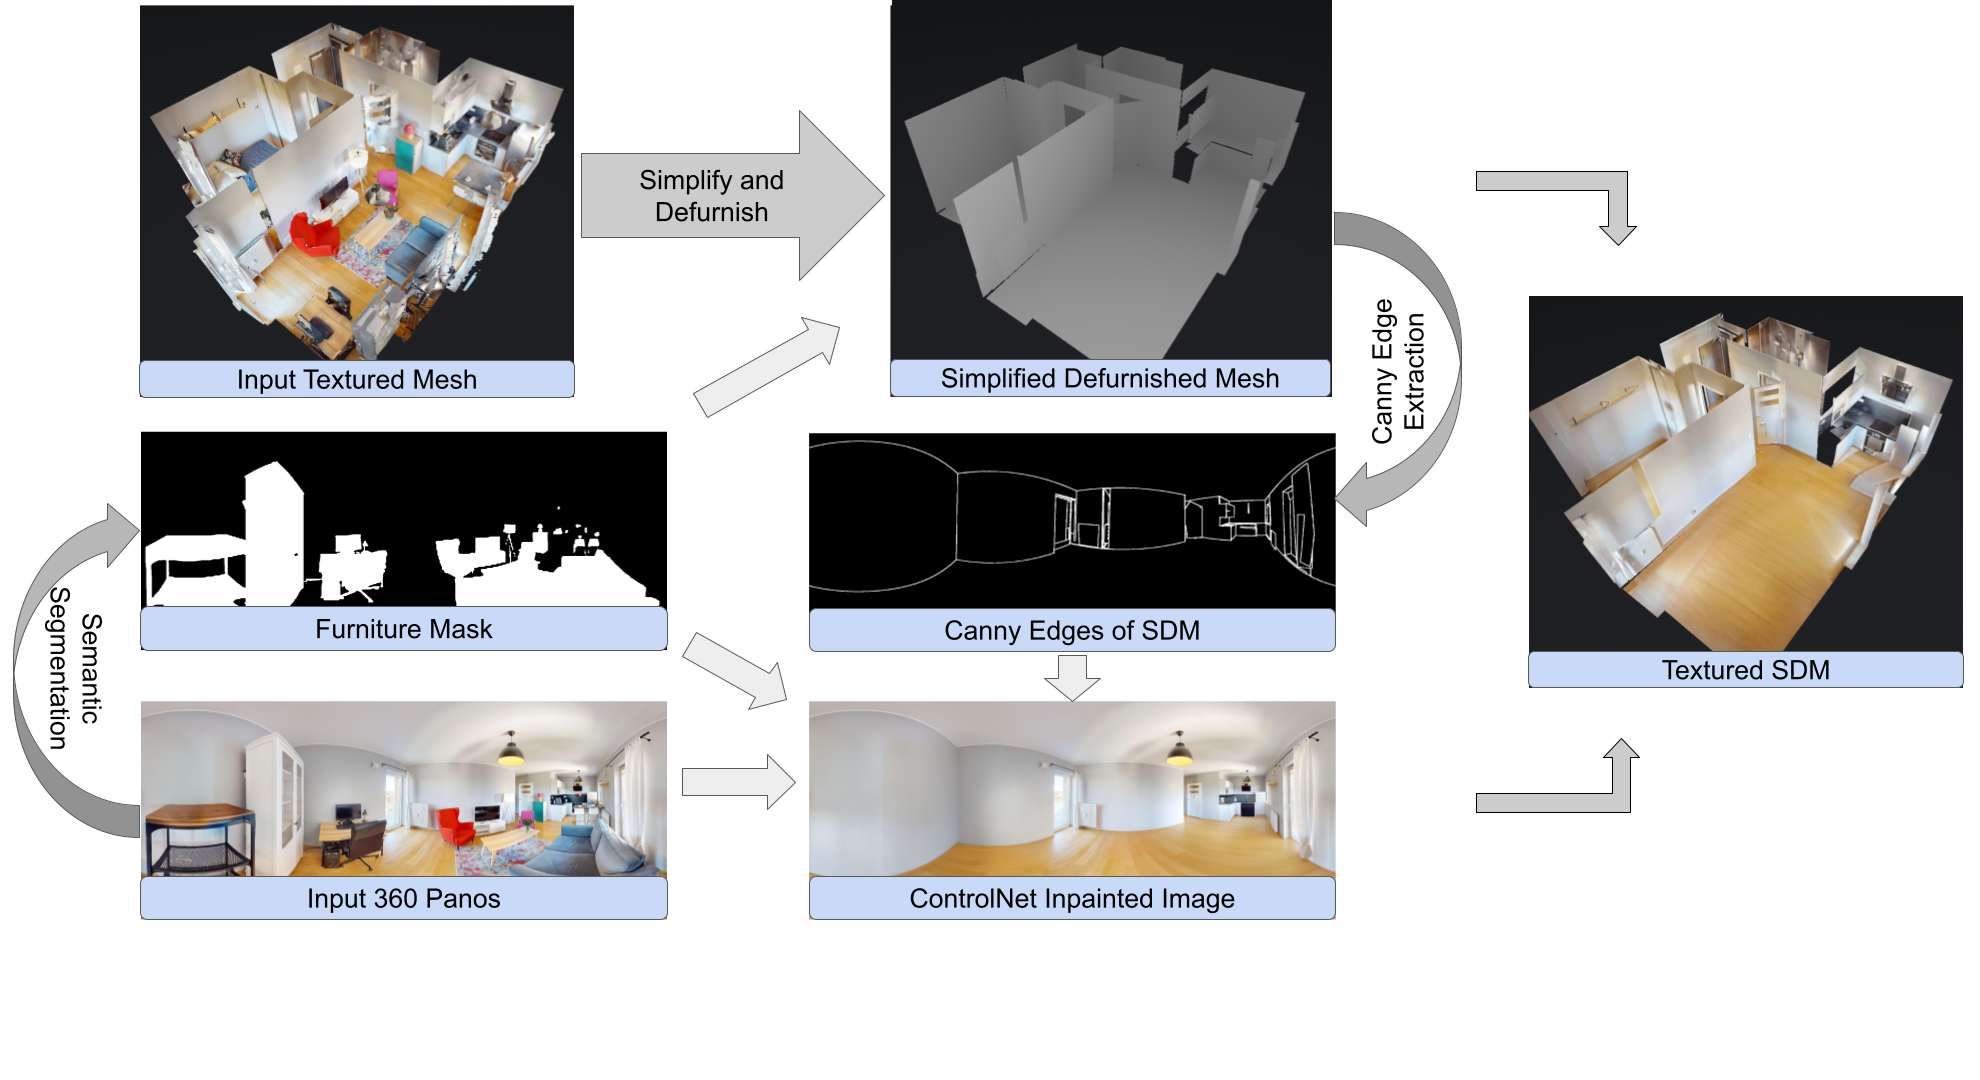 Simplify and
Defurnish
Input Textured Mesh
Simplified Defurnished Mesh
Canny Edge
Extraction
Semantic
Segmentation
Furniture Mask
Canny Edges of SDM
Textured SDM
Input 360 Panos
ControlNet Inpainted Image